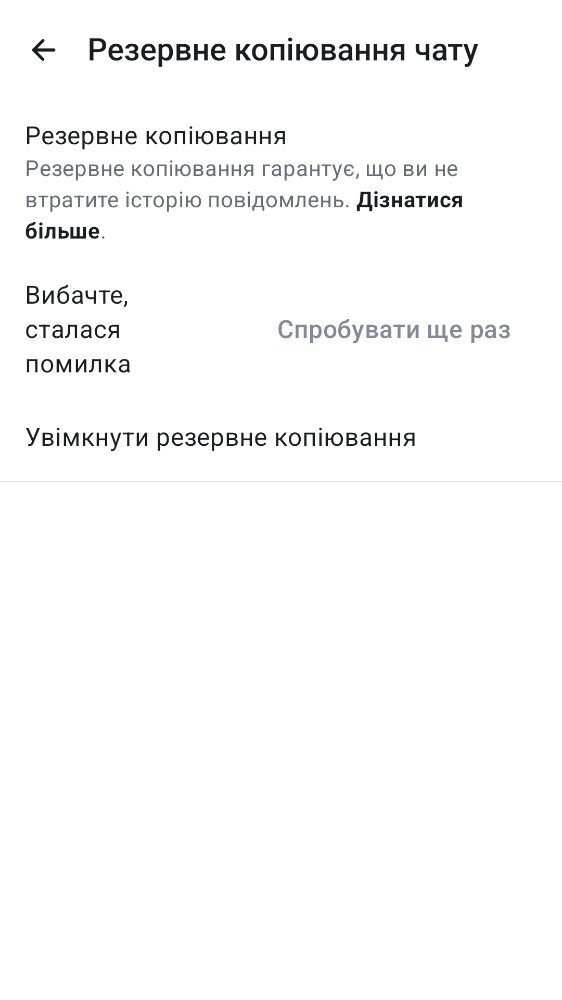 Резервне копіювання чату
Резервне копіювання
Резервне копіювання гарантує, що ви не
втратите історію повідомлень. Дізнатися
більше.
Вибачте,
сталася
помилка
Спробувати ще раз
Увімкнути резервне копіювання